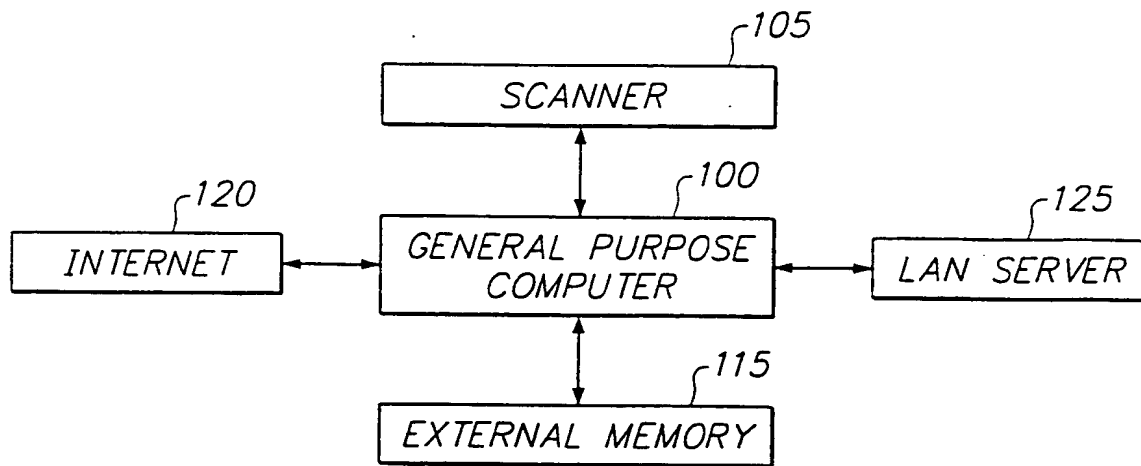 105
SCANNER
120
100
125
INTERNET
GENERAL PURPOSE
COMPUTER
LAN SERVER
115
EXTERNAL MEMORY